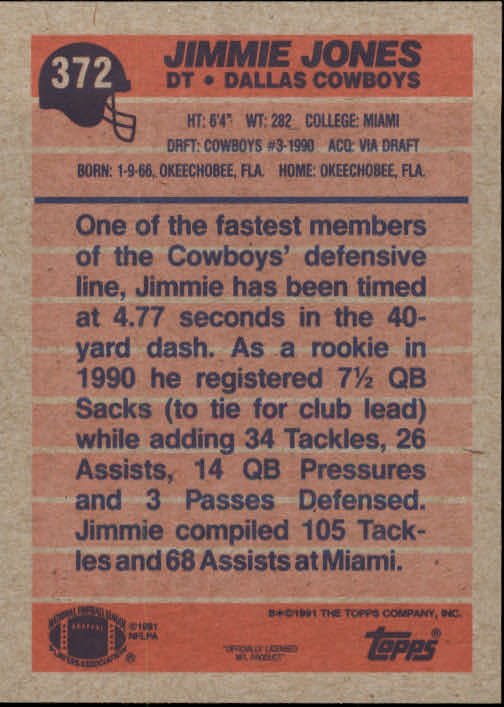 372
JIMMIE JONES
DT • DALLAS COWBOYS
HT: 6'4" WT: 282 COLLEGE: MIAMI
DRFT: COWBOYS #3-1990 ACQ: VIA DRAFT
BORN: 1-9-66, OKEECHOBEE, FLA. HOME: OKEECHOBEE, FLA.
One of the fastest members
of the Cowboys' defensive
line, Jimmie has been timed
at 4.77 seconds in the 40-
yard dash. As a rookie in
1990 he registered 7½ QB
Sacks (to tie for club lead)
while adding 34 Tackles, 26
Assists, 14 QB Pressures
and 3 Passes Defensed.
Jimmie compiled 105 Tack-
les and 68 Assists at Miami.
NATIONAL FOOTBALL LEAGUE
PLAYERS ASSOCIATION
®
©1991
NFLPA
B*©1991 THE TOPPS COMPANY, INC.
"OFFICIALLY LICENSED
NFL PRODUCT"
topps®